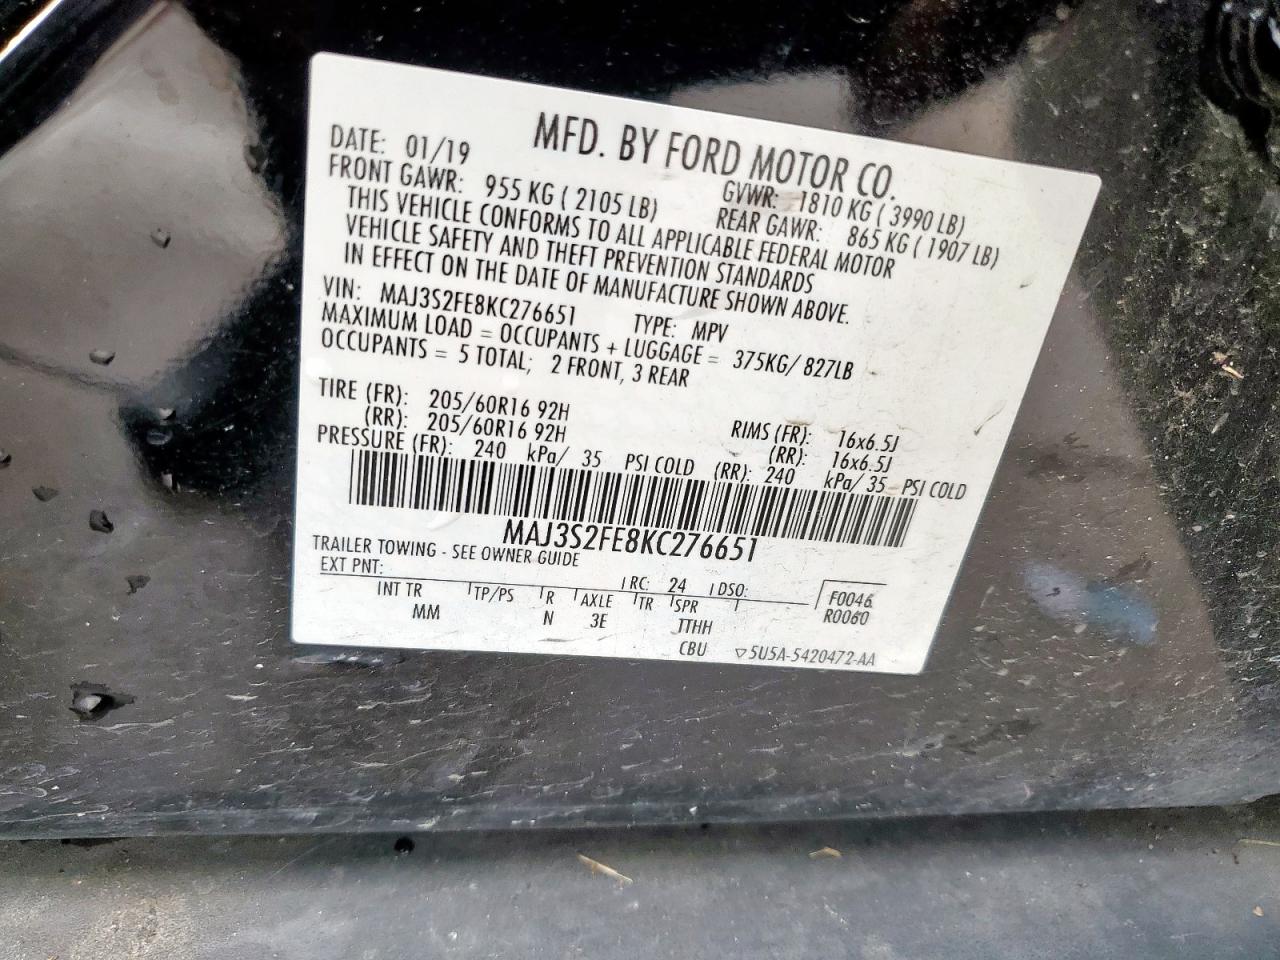 MFD. BY FORD MOTOR CO.
DATE: 01/19 GVWR: 1810 KG ( 3990 LB)
FRONT GAWR: 955 KG ( 2105 LB) REAR GAWR: 865 KG ( 1907 LB)
THIS VEHICLE CONFORMS TO ALL APPLICABLE FEDERAL MOTOR
VEHICLE SAFETY AND THEFT PREVENTION STANDARDS
IN EFFECT ON THE DATE OF MANUFACTURE SHOWN ABOVE.
VIN: MAJ3S2FE8KC276651 TYPE: MPV
MAXIMUM LOAD = OCCUPANTS + LUGGAGE = 375KG/ 827LB
OCCUPANTS = 5 TOTAL; 2 FRONT, 3 REAR
TIRE (FR): 205/60R16 92H RIMS (FR): 16x6.5J
(RR): 205/60R16 92H (RR): 16x6.5J
PRESSURE (FR): 240 kPa/ 35 PSI COLD (RR): 240 kPa/ 35 PSI COLD
MAJ3S2FE8KC276651
TRAILER TOWING - SEE OWNER GUIDE
EXT PNT: RC: 24 DSO: F0046
INT TR TP/PS R AXLE TR SPR R0060
MM N 3E TTHH
CBU ▽5U5A-5420472-AA